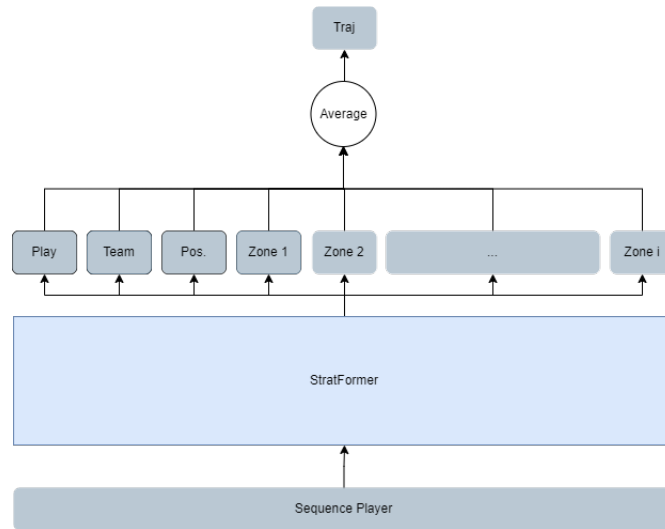 Traj
Average
Play
Team
Pos.
Zone 1
Zone 2
...
Zone i
StratFormer
Sequence Player